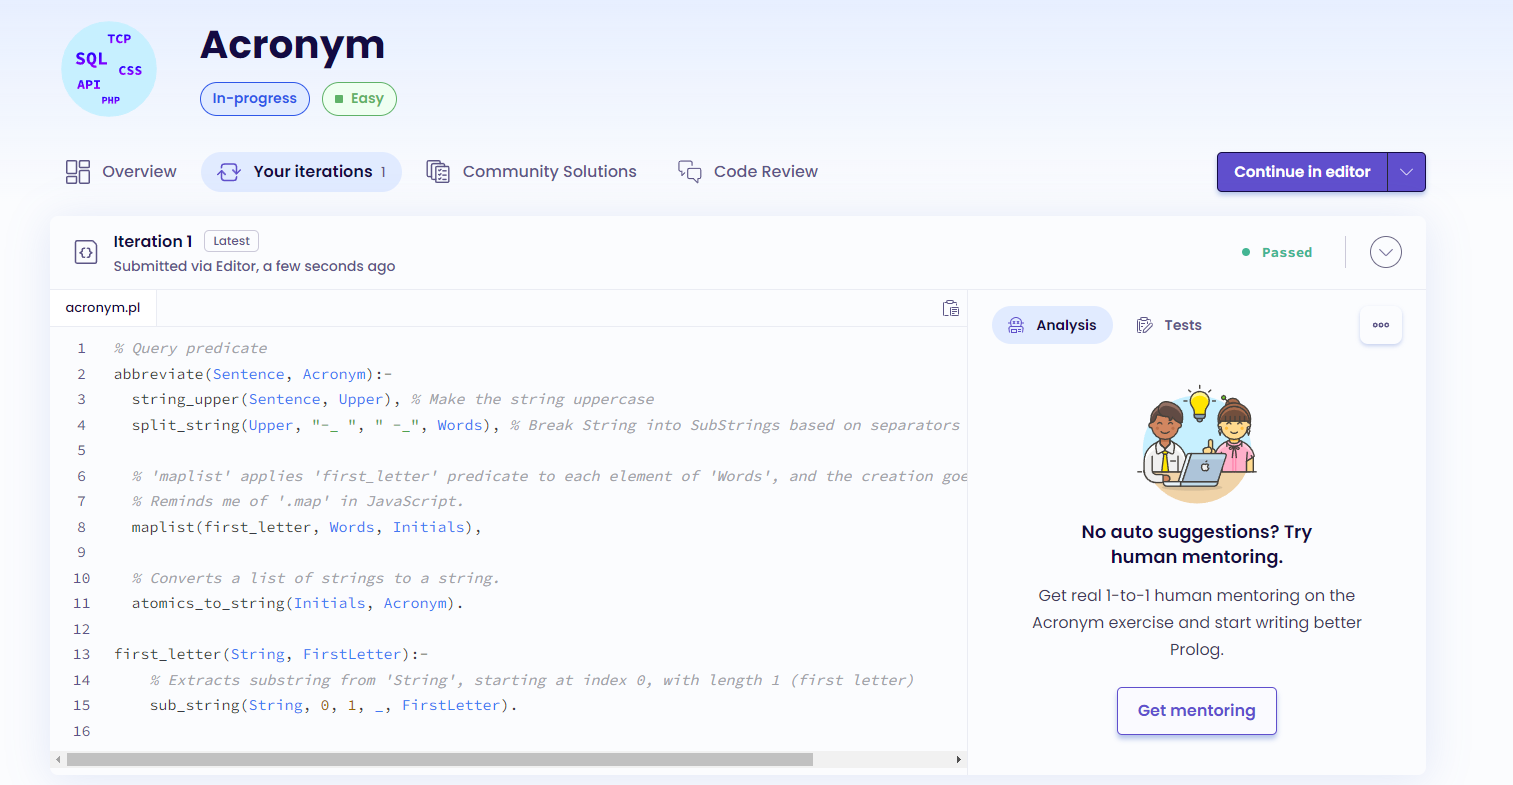 TCP
SQL
CSS
API
PHP
Acronym
In-progress
Easy
Overview
Your iterations 1
Community Solutions
Code Review
Continue in editor
Iteration 1 Latest
Submitted via Editor, a few seconds ago
Passed
acronym.pl
1 % Query predicate
2 abbreviate(Sentence, Acronym):-
3 string_upper(Sentence, Upper), % Make the string uppercase
4 split_string(Upper, "-_ ", " -_", Words), % Break String into SubStrings based on separators
5
6 % 'maplist' applies 'first_letter' predicate to each element of 'Words', and the creation goe
7 % Reminds me of '.map' in JavaScript.
8 maplist(first_letter, Words, Initials),
9
10 % Converts a list of strings to a string.
11 atomics_to_string(Initials, Acronym).
12
13 first_letter(String, FirstLetter):-
14 % Extracts substring from 'String', starting at index 0, with length 1 (first letter)
15 sub_string(String, 0, 1, _, FirstLetter).
16
Analysis
Tests
No auto suggestions? Try
human mentoring.
Get real 1-to-1 human mentoring on the
Acronym exercise and start writing better
Prolog.
Get mentoring